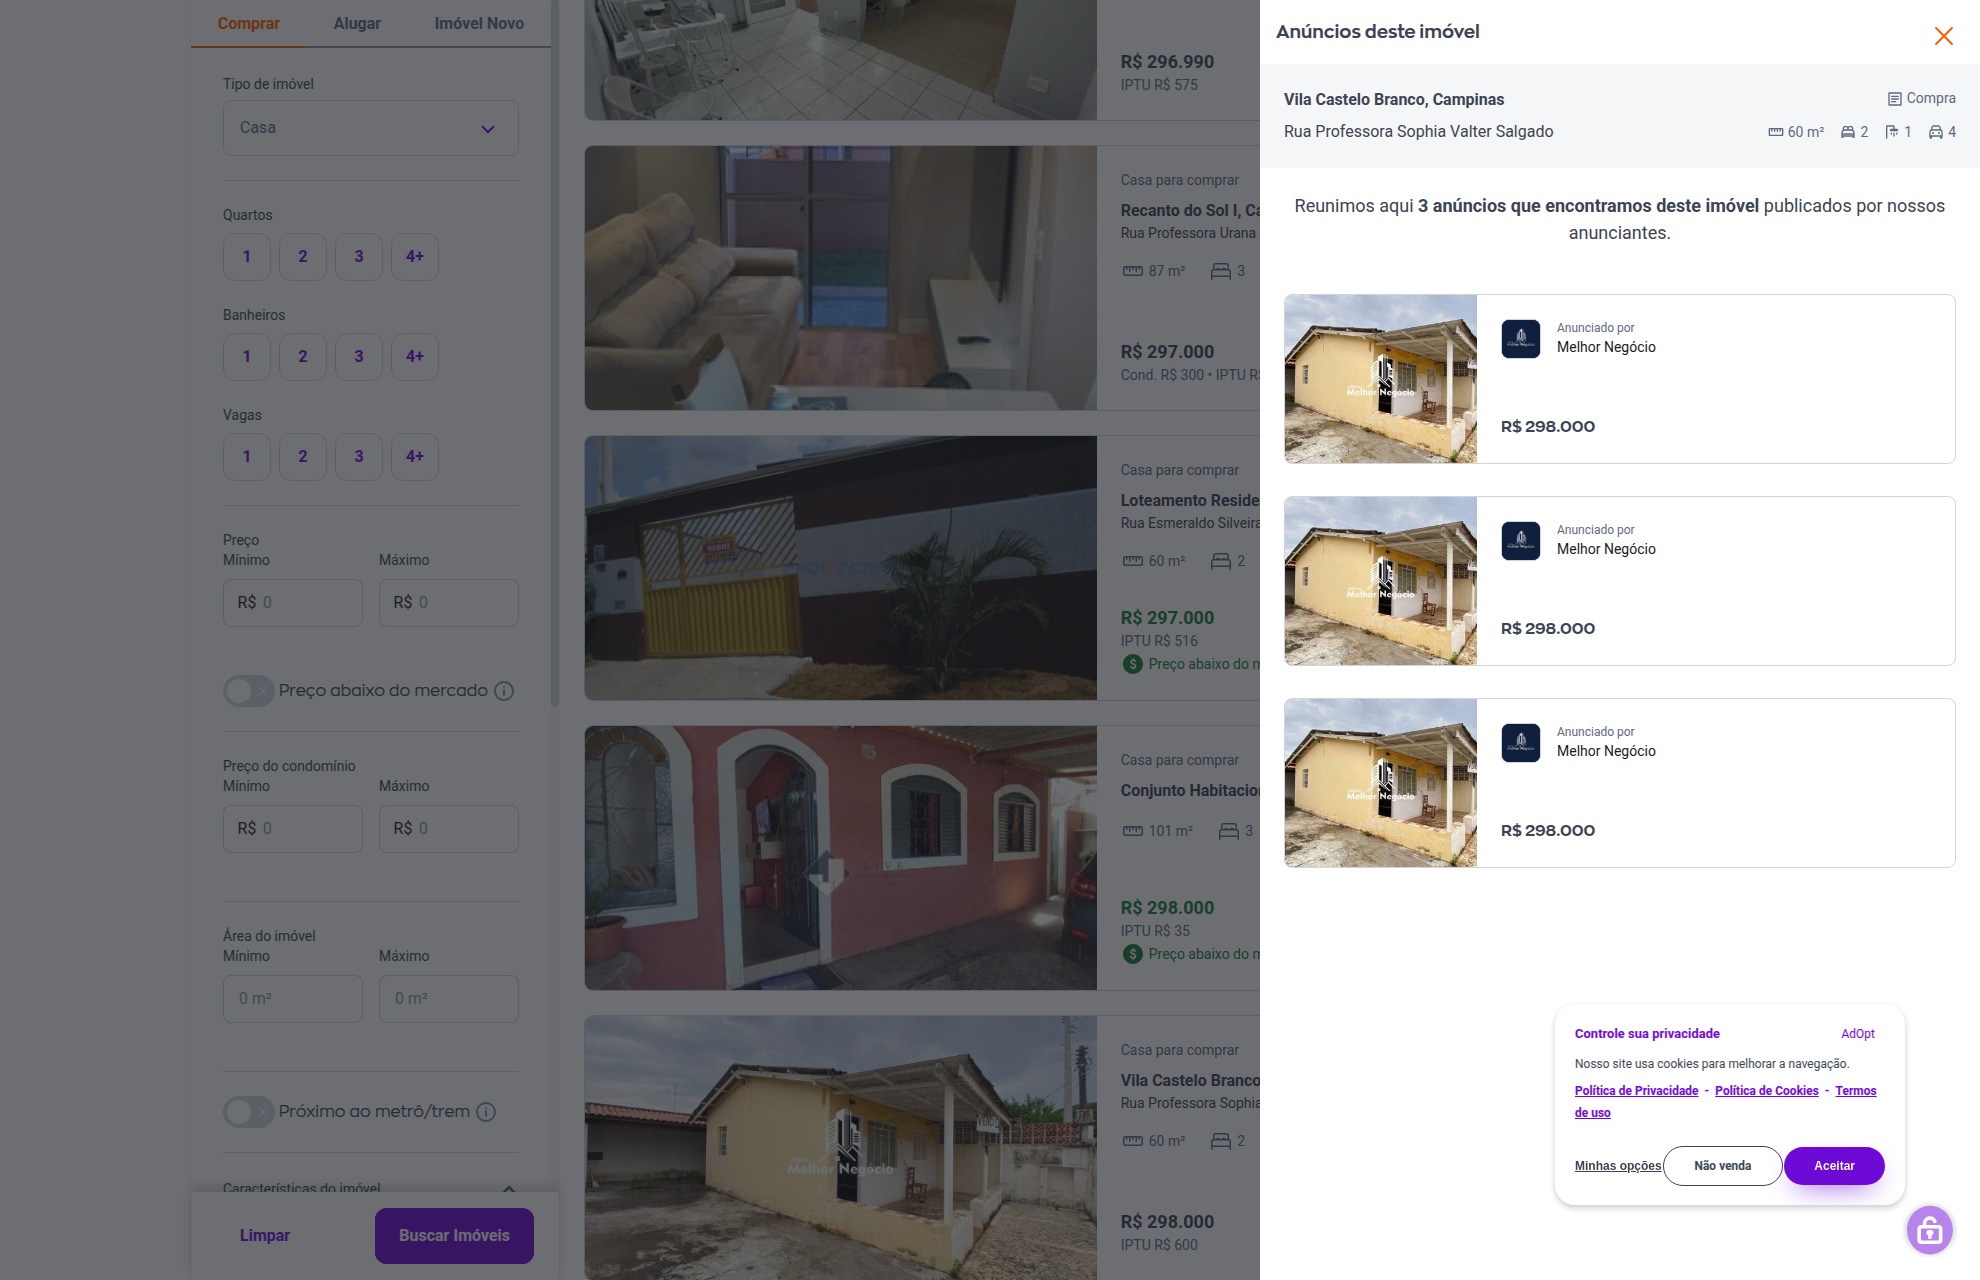 Comprar Alugar Imóvel Novo
Tipo de imóvel
Casa
Quartos
1 2 3 4+
Banheiros
1 2 3 4+
Vagas
1 2 3 4+
Preço
Mínimo Máximo
R$ 0 R$ 0
Preço abaixo do mercado
Preço do condomínio
Mínimo Máximo
R$ 0 R$ 0
Área do imóvel
Mínimo Máximo
0 m² 0 m²
Próximo ao metrô/trem
Características do imóvel
Limpar Buscar Imóveis
R$ 296.990
IPTU R$ 575
Casa para comprar
Recanto do Sol I, Ca
Rua Professora Urana
87 m² 3
R$ 297.000
Cond. R$ 300 • IPTU R$
Casa para comprar
Loteamento Reside
Rua Esmeraldo Silveira
60 m² 2
R$ 297.000
IPTU R$ 516
Preço abaixo do m
Casa para comprar
Conjunto Habitacio
101 m² 3
R$ 298.000
IPTU R$ 35
Preço abaixo do m
Casa para comprar
Vila Castelo Branco
Rua Professora Sophia
60 m² 2
Melhor Negócio
R$ 298.000
IPTU R$ 600
Anúncios deste imóvel
Vila Castelo Branco, Campinas Compra
Rua Professora Sophia Valter Salgado 60 m² 2 1 4
Reunimos aqui 3 anúncios que encontramos deste imóvel publicados por nossos
anunciantes.
Melhor Negócio
Anunciado por
Melhor Negócio
R$ 298.000
Melhor Negócio
Anunciado por
Melhor Negócio
R$ 298.000
Melhor Negócio
Anunciado por
Melhor Negócio
R$ 298.000
Controle sua privacidade AdOpt
Nosso site usa cookies para melhorar a navegação.
Política de Privacidade - Política de Cookies - Termos
de uso
Minhas opções Não venda Aceitar